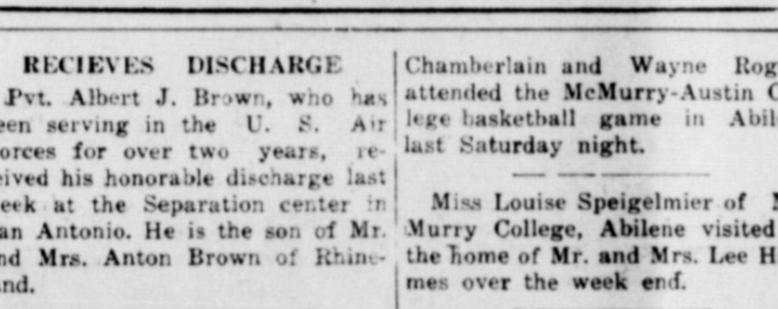 RECIEVES DISCHARGE
Pvt. Albert J. Brown, who has
een serving in the U. S. Air
orces for over two years, re-
eived his honorable discharge last
eek at the Separation center in
an Antonio. He is the son of Mr.
nd Mrs. Anton Brown of Rhine-
nd.
Chamberlain and Wayne Rog
attended the McMurry-Austin C
lege basketball game in Abil
last Saturday night.
Miss Louise Speigelmier of
Murry College, Abilene visited
the home of Mr. and Mrs. Lee H
mes over the week end.